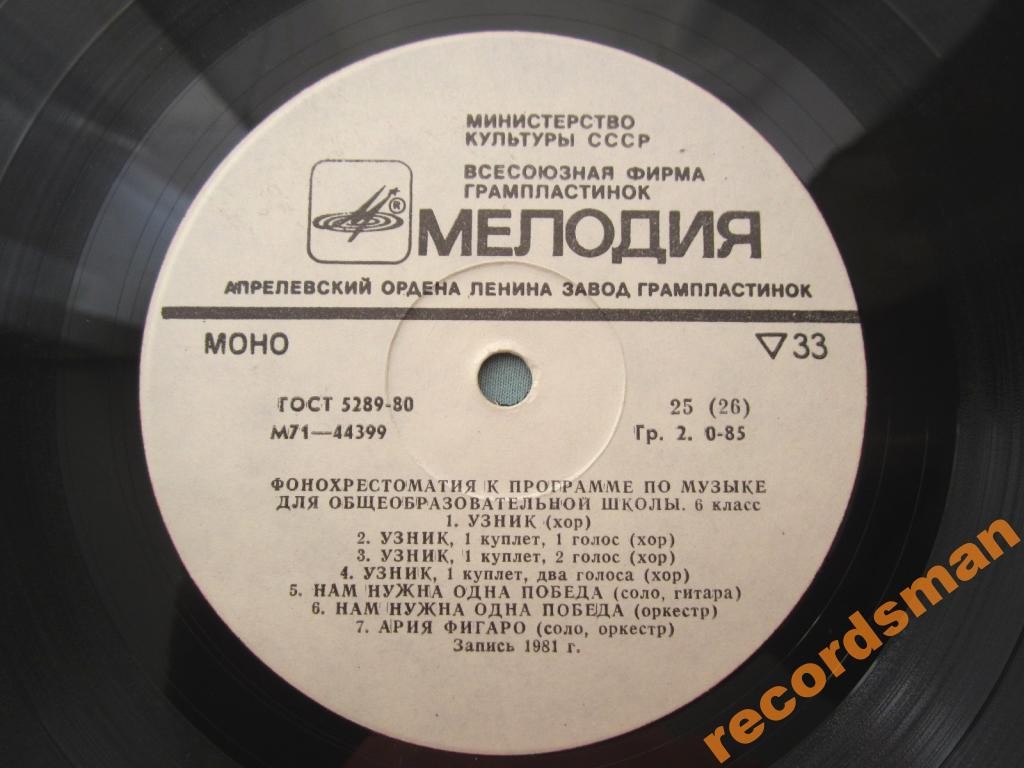 МИНИСТЕРСТВО
КУЛЬТУРЫ СССР
ВСЕСОЮЗНАЯ ФИРМА
ГРАМПЛАСТИНОК
®
МЕЛОДИЯ
АПРЕЛЕВСКИЙ ОРДЕНА ЛЕНИНА ЗАВОД ГРАМПЛАСТИНОК
МОНО ▽33
ГОСТ 5289-80 25 (26)
М71—44399 Гр. 2. 0-85
ФОНОХРЕСТОМАТИЯ К ПРОГРАММЕ ПО МУЗЫКЕ
ДЛЯ ОБЩЕОБРАЗОВАТЕЛЬНОЙ ШКОЛЫ. 6 класс
1. УЗНИК (хор)
2. УЗНИК, 1 куплет, 1 голос (хор)
3. УЗНИК, 1 куплет, 2 голос (хор)
4. УЗНИК, 1 куплет, два голоса (хор)
5. НАМ НУЖНА ОДНА ПОБЕДА (соло, гитара)
6. НАМ НУЖНА ОДНА ПОБЕДА (оркестр)
7. АРИЯ ФИГАРО (соло, оркестр)
Запись 1981 г.
recordsman